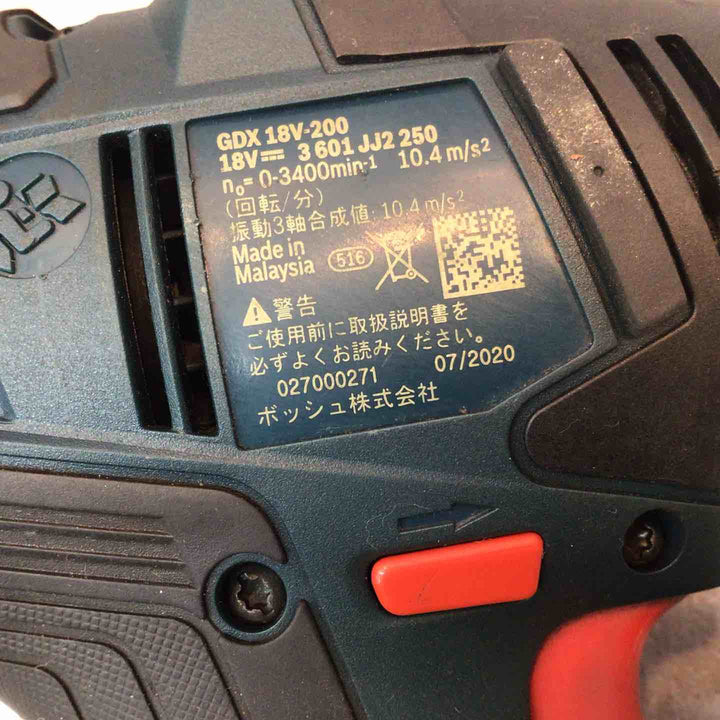 GDX 18V-200
18V⎓ 3 601 JJ2 250
n₀= 0-3400min⁻¹ 10.4 m/s²
(回転/分)
振動3軸合成値: 10.4 m/s²
Made in
Malaysia 516
⚠警告
ご使用前に取扱説明書を
必ずよくお読みください。
027000271 07/2020
ボッシュ株式会社